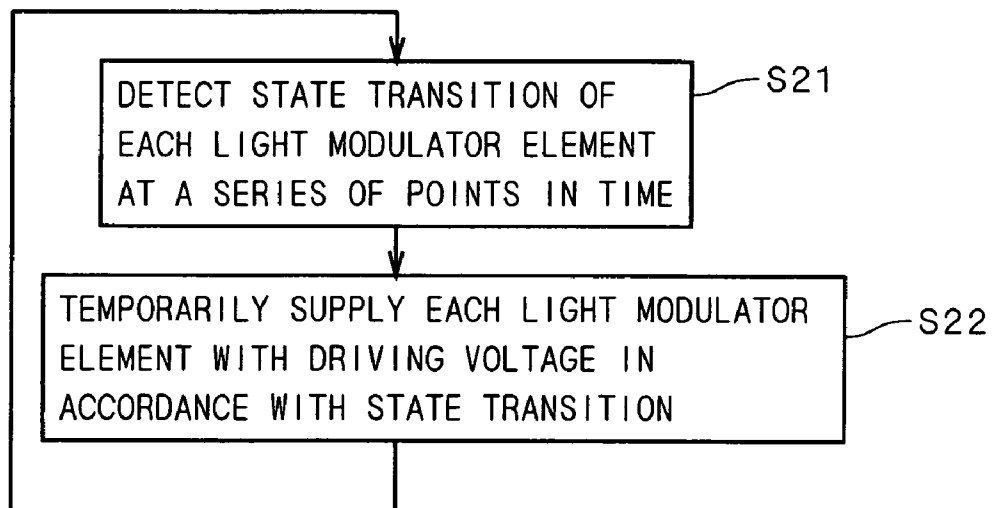 DETECT STATE TRANSITION OF
EACH LIGHT MODULATOR ELEMENT
AT A SERIES OF POINTS IN TIME
S21
TEMPORARILY SUPPLY EACH LIGHT MODULATOR
ELEMENT WITH DRIVING VOLTAGE IN
ACCORDANCE WITH STATE TRANSITION
S22